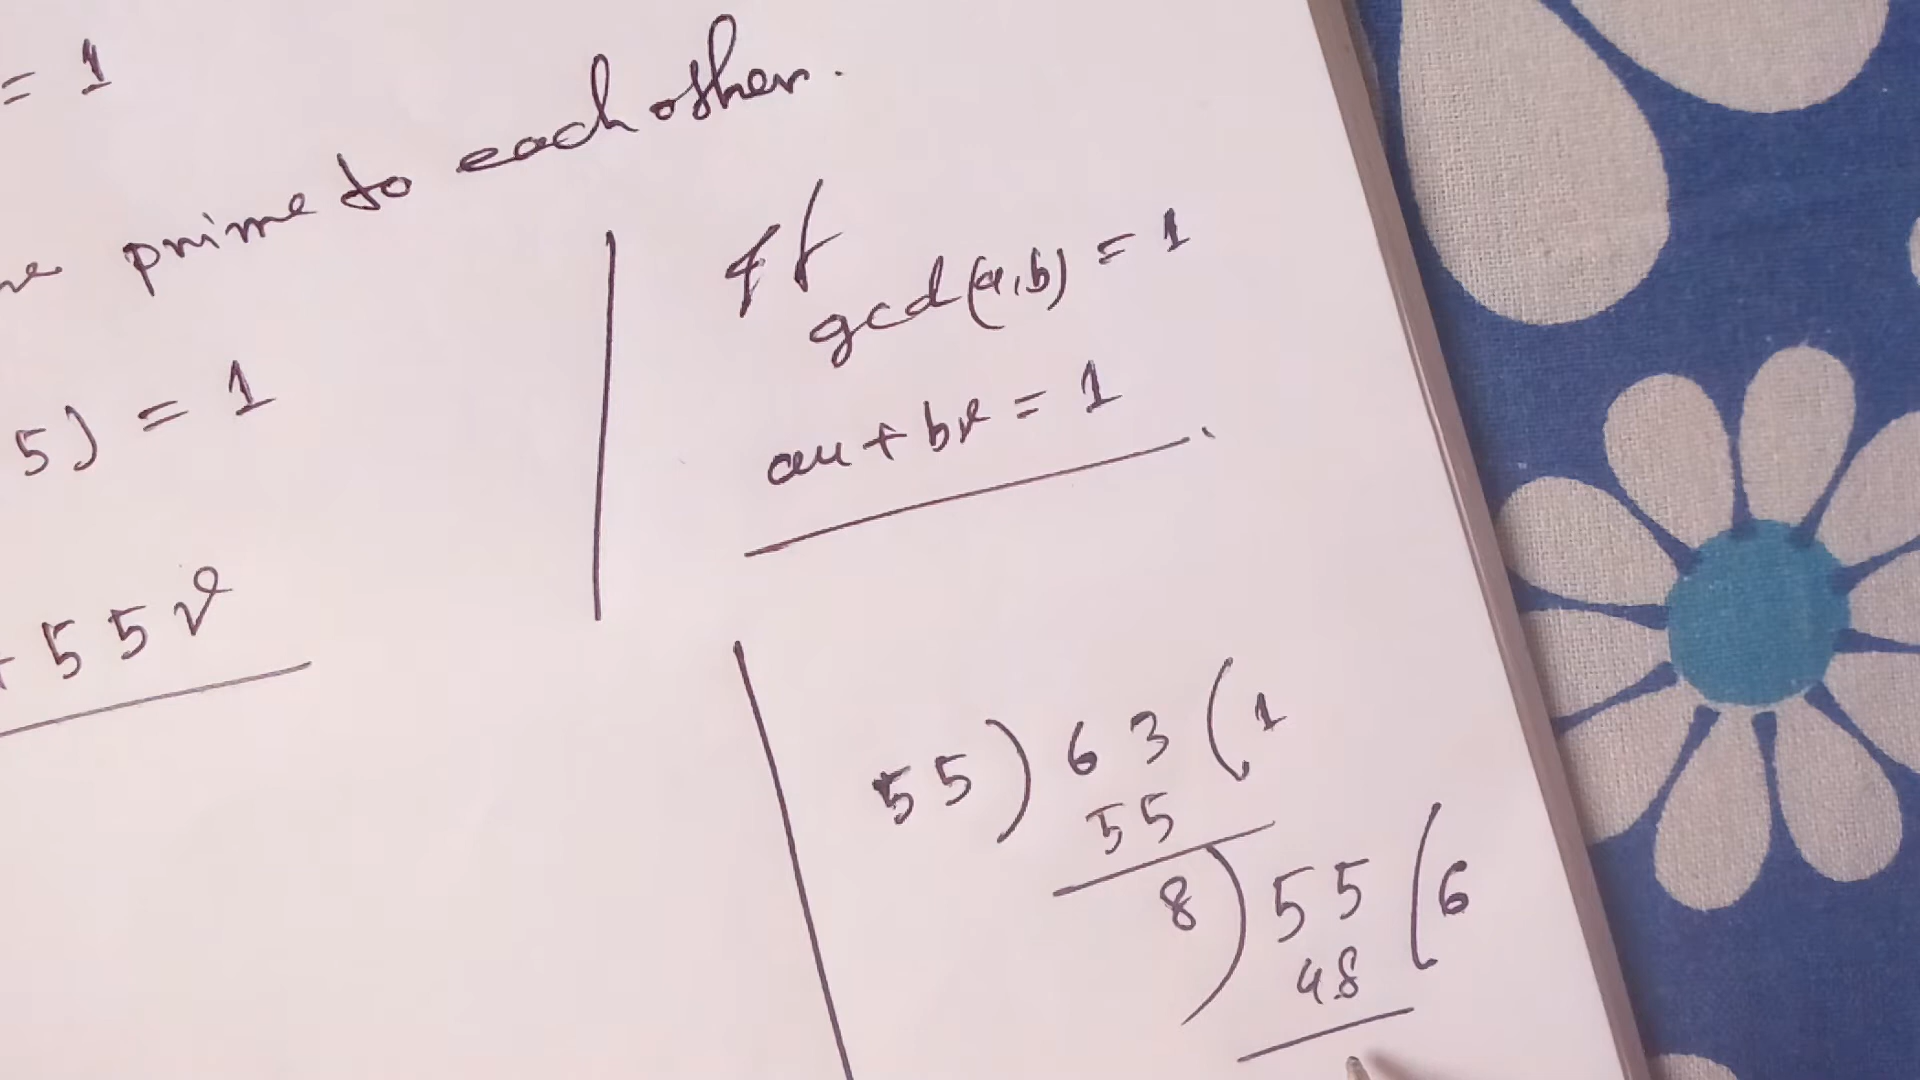 = 1
prime to each other.
If
gcd(a,b) = 1
5) = 1
au + bv = 1
+ 55v
55) 63 (1
55
8) 55 (6
48